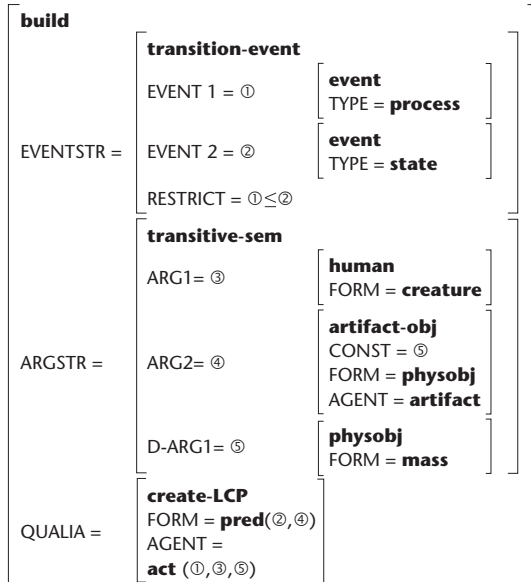 build
EVENTSTR =
transition-event
EVENT 1 = ①
event
TYPE = process
EVENT 2 = ②
event
TYPE = state
RESTRICT = ①≤②
ARGSTR =
transitive-sem
ARG1= ③
human
FORM = creature
ARG2= ④
artifact-obj
CONST = ⑤
FORM = physobj
AGENT = artifact
D-ARG1= ⑤
physobj
FORM = mass
QUALIA =
create-LCP
FORM = pred(②,④)
AGENT =
act (①,③,⑤)